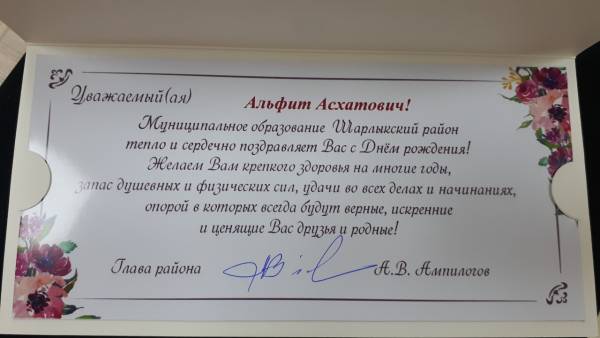 Уважаемый(ая)
Альфит Асхатович!
Муниципальное образование Шарлыкский район
тепло и сердечно поздравляет Вас с Днём рождения!
Желаем Вам крепкого здоровья на многие годы,
запас душевных и физических сил, удачи во всех делах и начинаниях,
опорой в которых всегда будут верные, искренние
и ценящие Вас друзья и родные!
Глава района А.В. Ампилогов